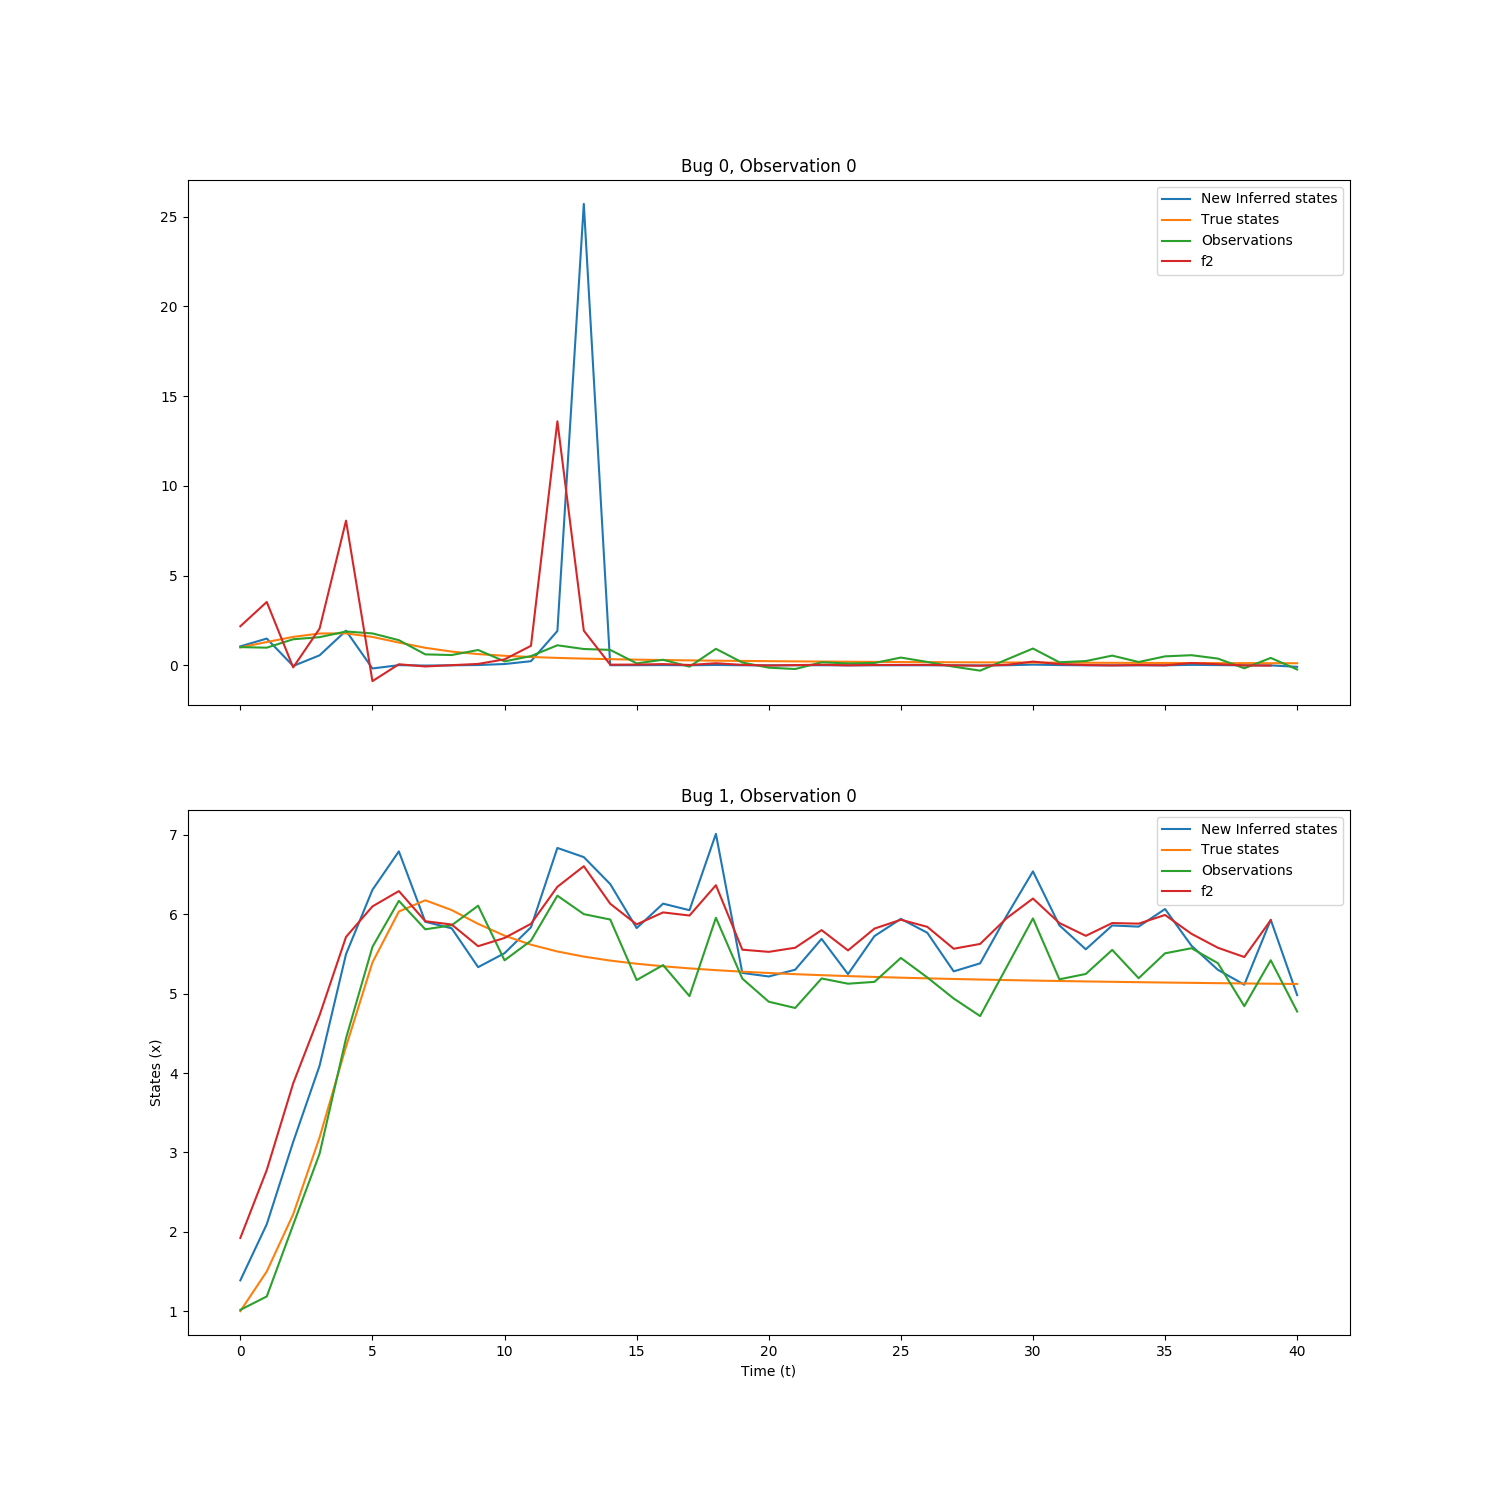 Bug 0, Observation 0
New Inferred states
True states
Observations
f2
25
20
15
10
5
0
Bug 1, Observation 0
New Inferred states
True states
Observations
f2
7
6
5
4
3
2
1
States (x)
0 5 10 15 20 25 30 35 40
Time (t)